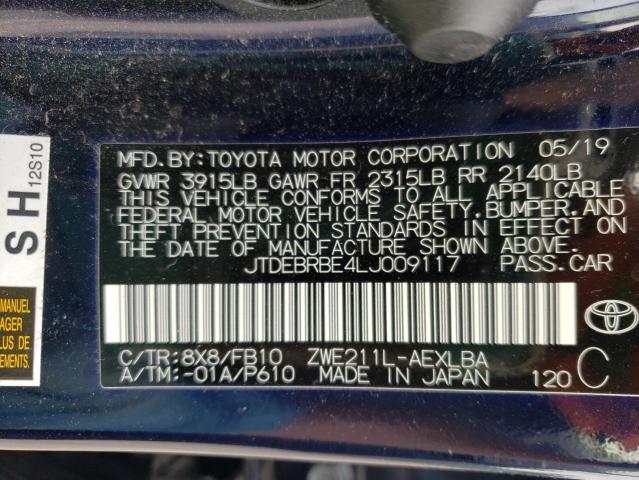 MFD.BY:TOYOTA MOTOR CORPORATION 05/19
GVWR 3915LB GAWR FR 2315LB RR 2140LB
THIS VEHICLE CONFORMS TO ALL APPLICABLE
FEDERAL MOTOR VEHICLE SAFETY,BUMPER,AND
THEFT PREVENTION STANDARDS IN EFFECT ON
THE DATE OF MANUFACTURE SHOWN ABOVE.
JTDEBRBE4LJ009117 PASS.CAR
C/TR:8X8/FB10 ZWE211L-AEXLBA
A/TM:-01A/P610 MADE IN JAPAN 120 C
SH
12S10
MANUEL
AGER
LUS DE
EMENTS.